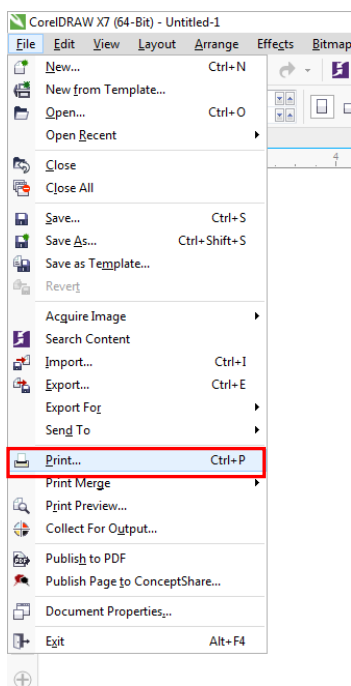 CorelDRAW X7 (64-Bit) - Untitled-1
File Edit View Layout Arrange Effects Bitmap
New... Ctrl+N
New from Template...
Open... Ctrl+O
Open Recent
Close
Close All
Save... Ctrl+S
Save As... Ctrl+Shift+S
Save as Template...
Revert
Acquire Image
Search Content
Import... Ctrl+I
Export... Ctrl+E
Export For
Send To
Print... Ctrl+P
Print Merge
Print Preview...
Collect For Output...
Publish to PDF
Publish Page to ConceptShare...
Document Properties...
Exit Alt+F4
4